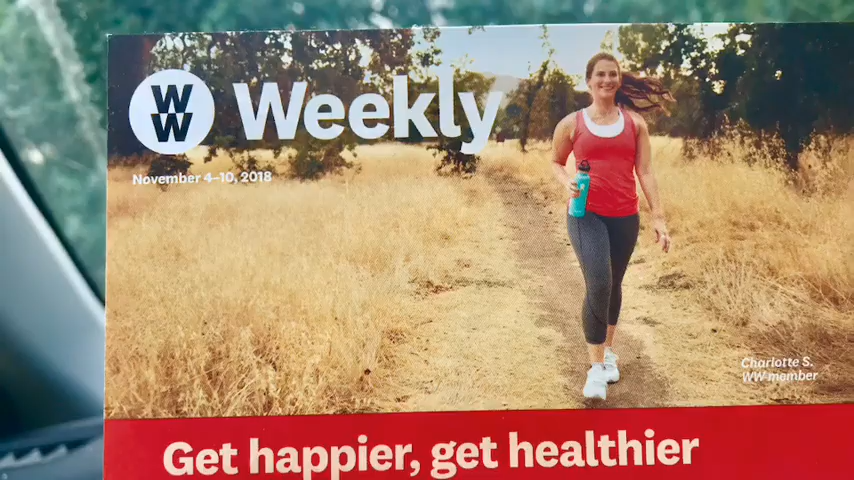 WW Weekly
November 4–10, 2018
Charlotte S.
WW member
Get happier, get healthier